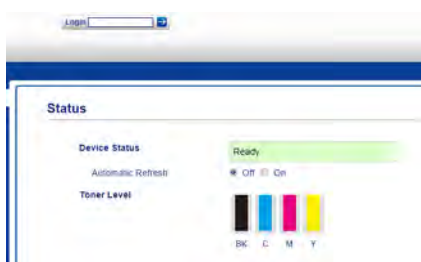 Login
Status
Device Status
Ready
Automatic Refresh
Off On
Toner Level
BK C M Y